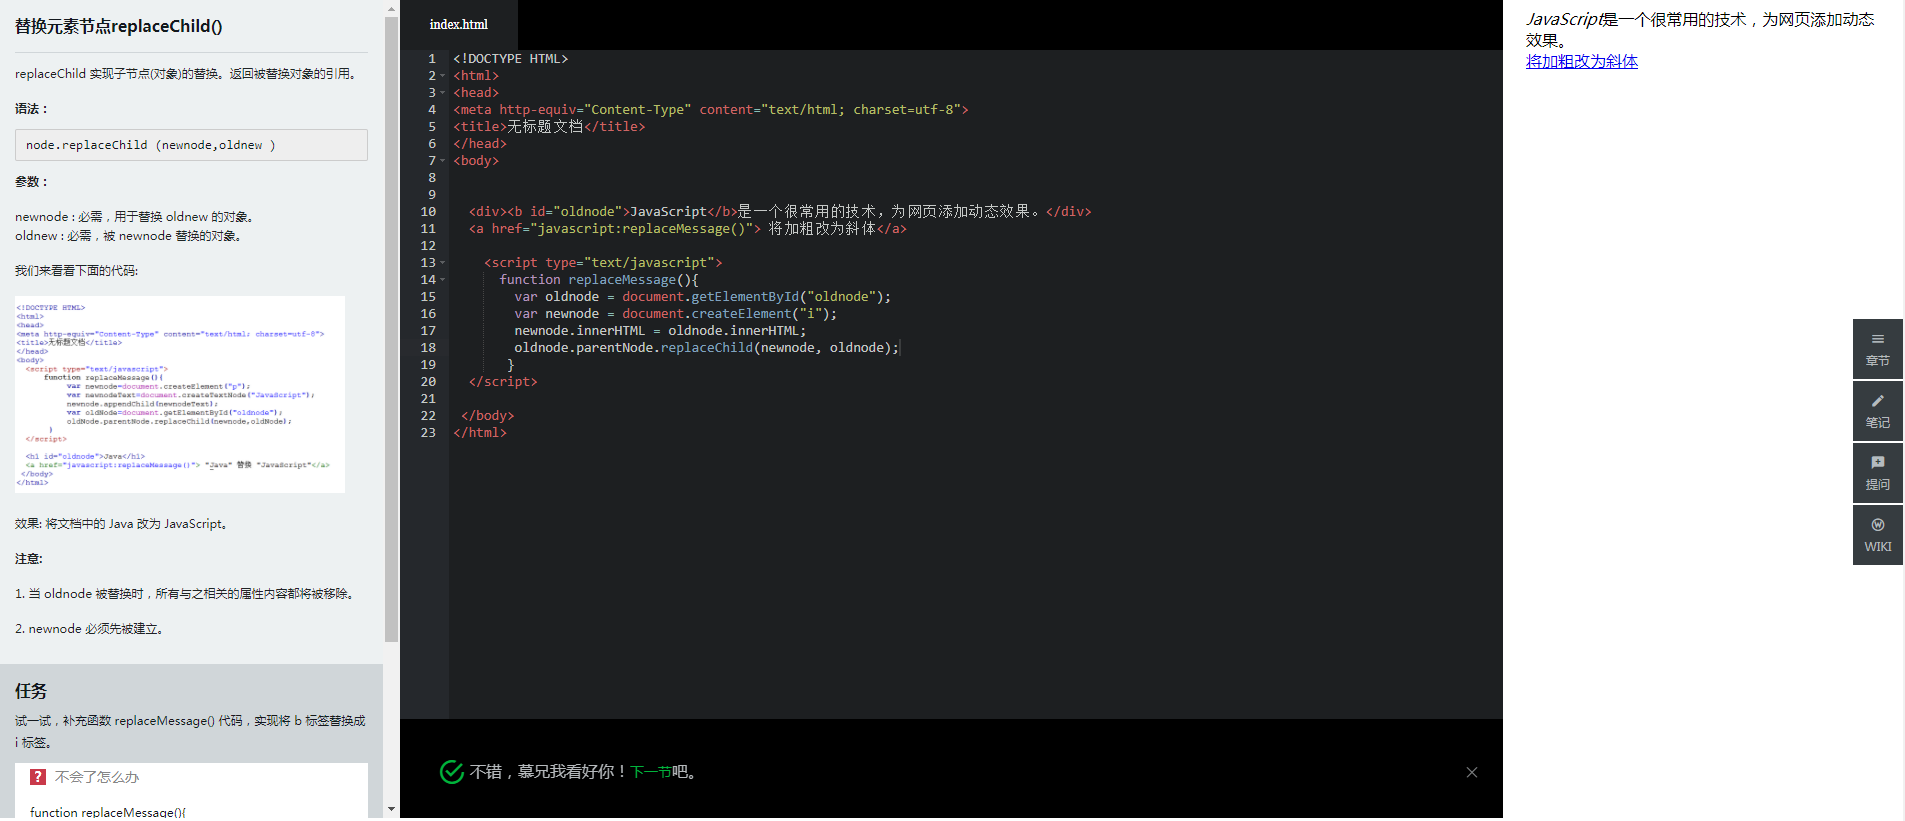 替换元素节点replaceChild()
replaceChild 实现子节点(对象)的替换。返回被替换对象的引用。
语法：
node.replaceChild (newnode,oldnew )
参数：
newnode : 必需，用于替换 oldnew 的对象。
oldnew : 必需，被 newnode 替换的对象。
我们来看看下面的代码:
<!DOCTYPE HTML>
<html>
<head>
<meta http-equiv="Content-Type" content="text/html; charset=utf-8">
<title>无标题文档</title>
</head>
<body>
<script type="text/javascript">
function replaceMessage(){
var newnode=document.createElement("p");
var newnodeText=document.createTextNode("JavaScript");
newnode.appendChild(newnodeText);
var oldNode=document.getElementById("oldnode");
oldNode.parentNode.replaceChild(newnode,oldNode);
}
</script>
<h1 id="oldnode">Java</h1>
<a href="javascript:replaceMessage()"> "Java" 替换 "JavaScript"</a>
</body>
</html>
效果: 将文档中的 Java 改为 JavaScript。
注意:
1. 当 oldnode 被替换时，所有与之相关的属性内容都将被移除。
2. newnode 必须先被建立。
任务
试一试，补充函数 replaceMessage() 代码，实现将 b 标签替换成
i 标签。
? 不会了怎么办
function replaceMessage(){
index.html
1 <!DOCTYPE HTML>
2 <html>
3 <head>
4 <meta http-equiv="Content-Type" content="text/html; charset=utf-8">
5 <title>无标题文档</title>
6 </head>
7 <body>
8
9
10 <div><b id="oldnode">JavaScript</b>是一个很常用的技术，为网页添加动态效果。</div>
11 <a href="javascript:replaceMessage()"> 将加粗改为斜体</a>
12
13 <script type="text/javascript">
14 function replaceMessage(){
15 var oldnode = document.getElementById("oldnode");
16 var newnode = document.createElement("i");
17 newnode.innerHTML = oldnode.innerHTML;
18 oldnode.parentNode.replaceChild(newnode, oldnode);
19 }
20 </script>
21
22 </body>
23 </html>
不错，慕兄我看好你！下一节吧。
JavaScript是一个很常用的技术，为网页添加动态
效果。
将加粗改为斜体
章节
笔记
提问
WIKI